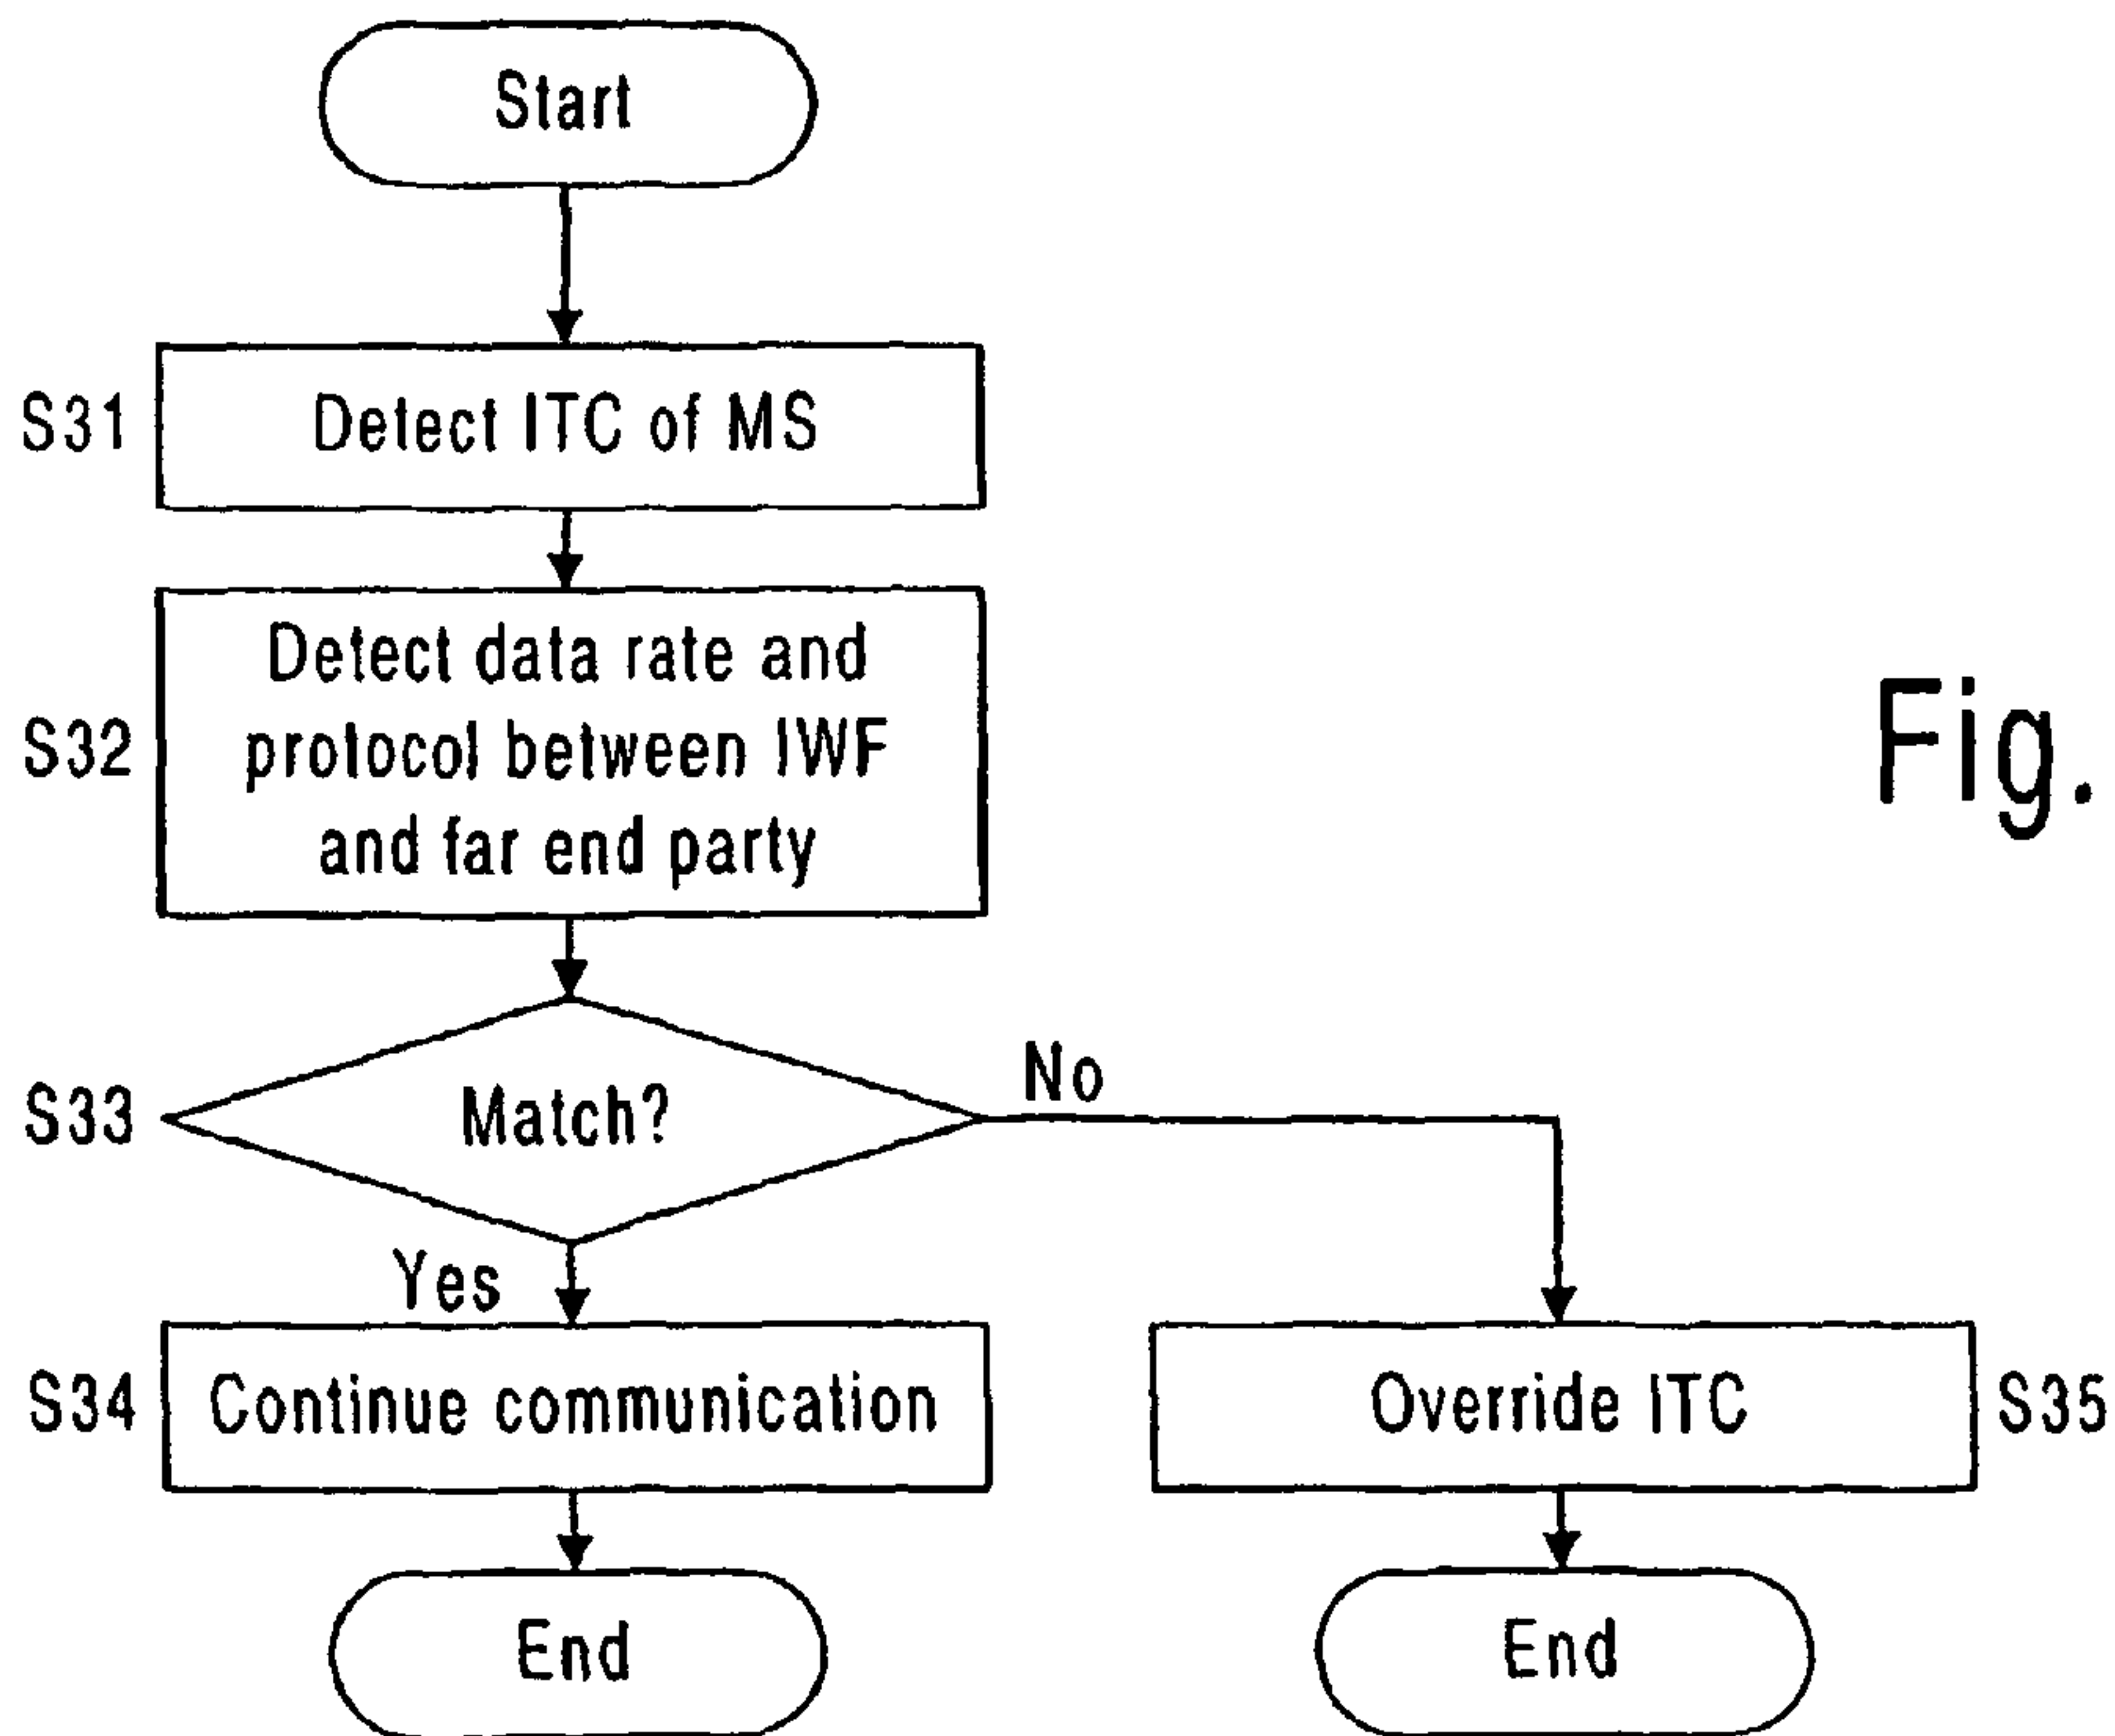 Start
S31
Detect ITC of MS
S32
Detect data rate and
protocol between IWF
and far end party
Fig.
S33
Match?
No
Yes
S34
Continue communication
Override ITC
S35
End
End